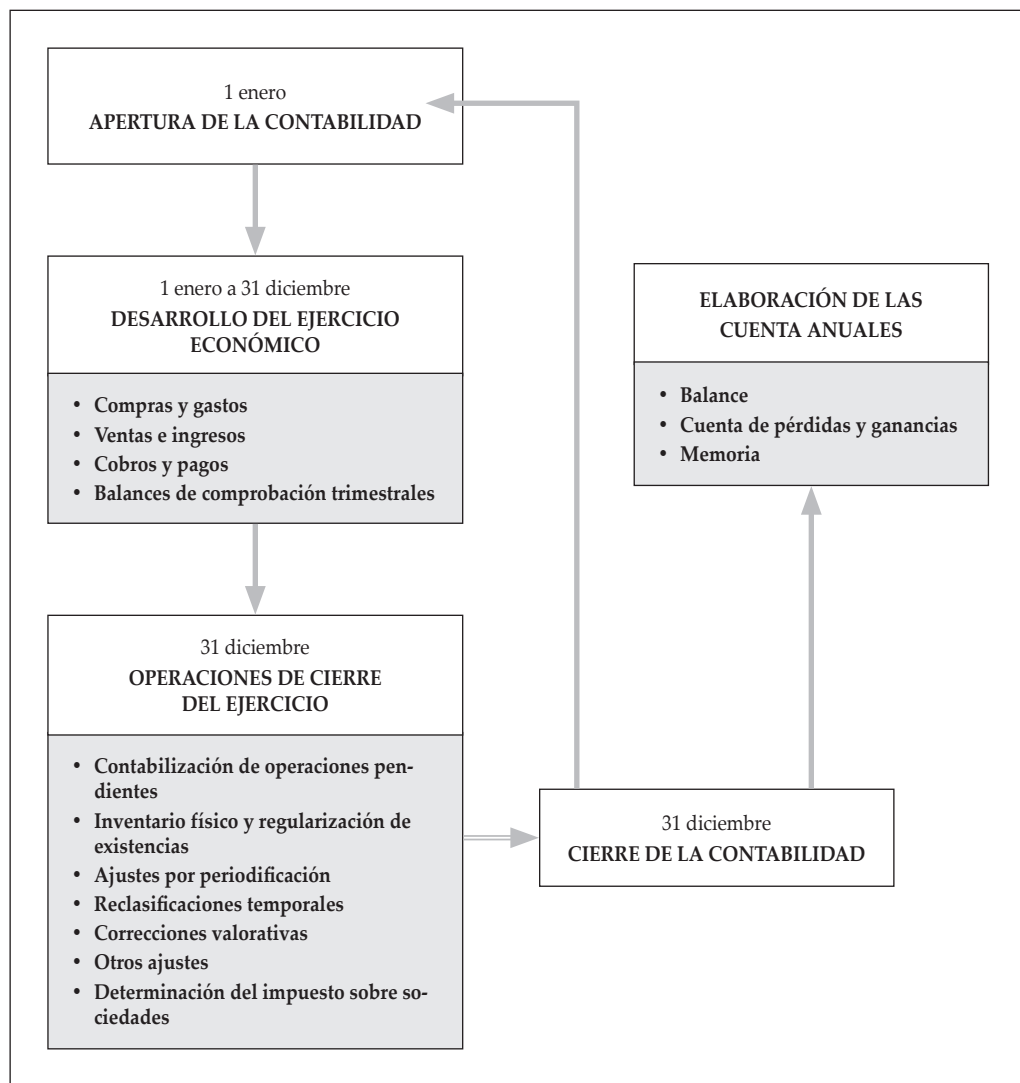 1 enero
APERTURA DE LA CONTABILIDAD
1 enero a 31 diciembre
DESARROLLO DEL EJERCICIO
ECONÓMICO
• Compras y gastos
• Ventas e ingresos
• Cobros y pagos
• Balances de comprobación trimestrales
31 diciembre
OPERACIONES DE CIERRE
DEL EJERCICIO
• Contabilización de operaciones pen-
dientes
• Inventario físico y regularización de
existencias
• Ajustes por periodificación
• Reclasificaciones temporales
• Correcciones valorativas
• Otros ajustes
• Determinación del impuesto sobre so-
ciedades
31 diciembre
CIERRE DE LA CONTABILIDAD
ELABORACIÓN DE LAS
CUENTA ANUALES
• Balance
• Cuenta de pérdidas y ganancias
• Memoria